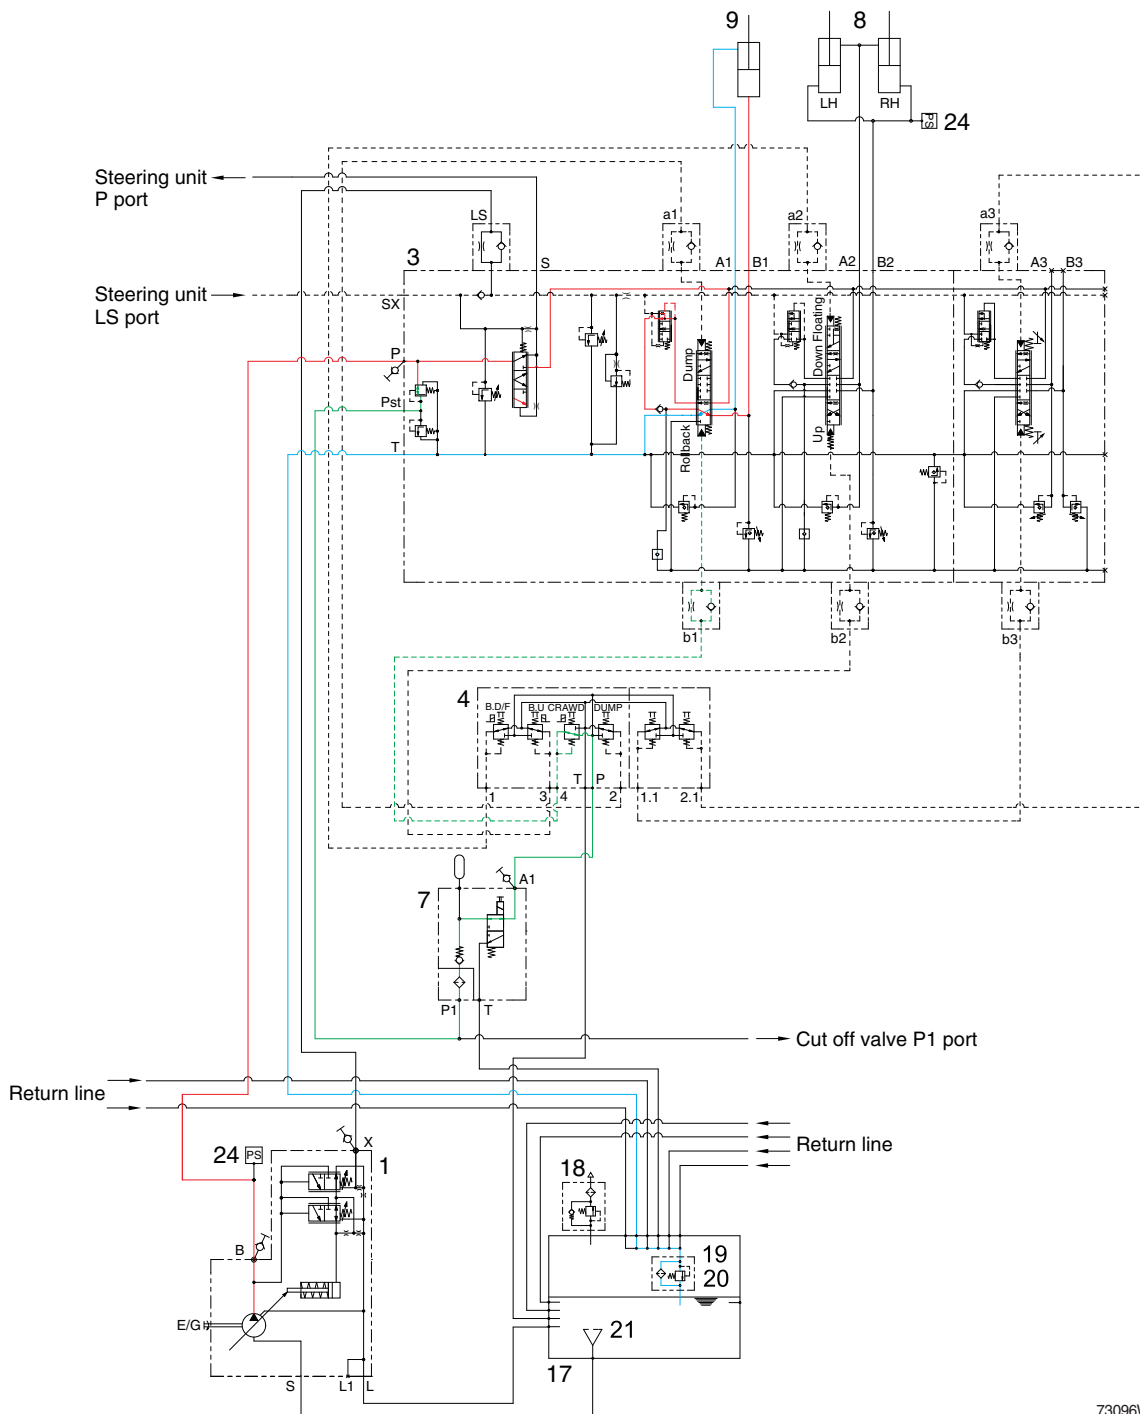 9
8
LH
RH
PS
24
Steering unit
P port
LS
a1
a2
a3
3
S
A1
B1
A2
B2
A3
B3
Steering unit
LS port
SX
P
Pst
T
Dump
Rollback
Down Floating
Up
b1
b2
b3
4
B.D/F
B.U
CRAWD
DUMP
T
P
1
3
4
2
1.1
2.1
7
A1
P1
T
Cut off valve P1 port
Return line
Return line
24
PS
X
1
18
B
19
20
E/G
21
17
S
L1
L